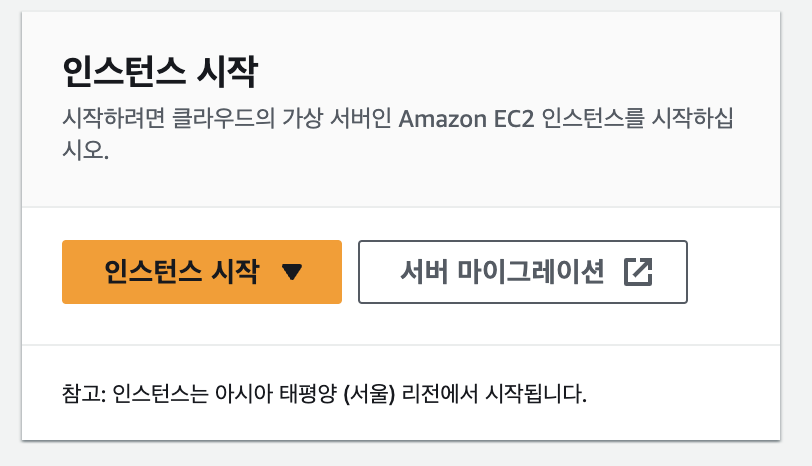 인스턴스 시작
시작하려면 클라우드의 가상 서버인 Amazon EC2 인스턴스를 시작하십
시오.
인스턴스 시작
서버 마이그레이션
참고: 인스턴스는 아시아 태평양 (서울) 리전에서 시작됩니다.